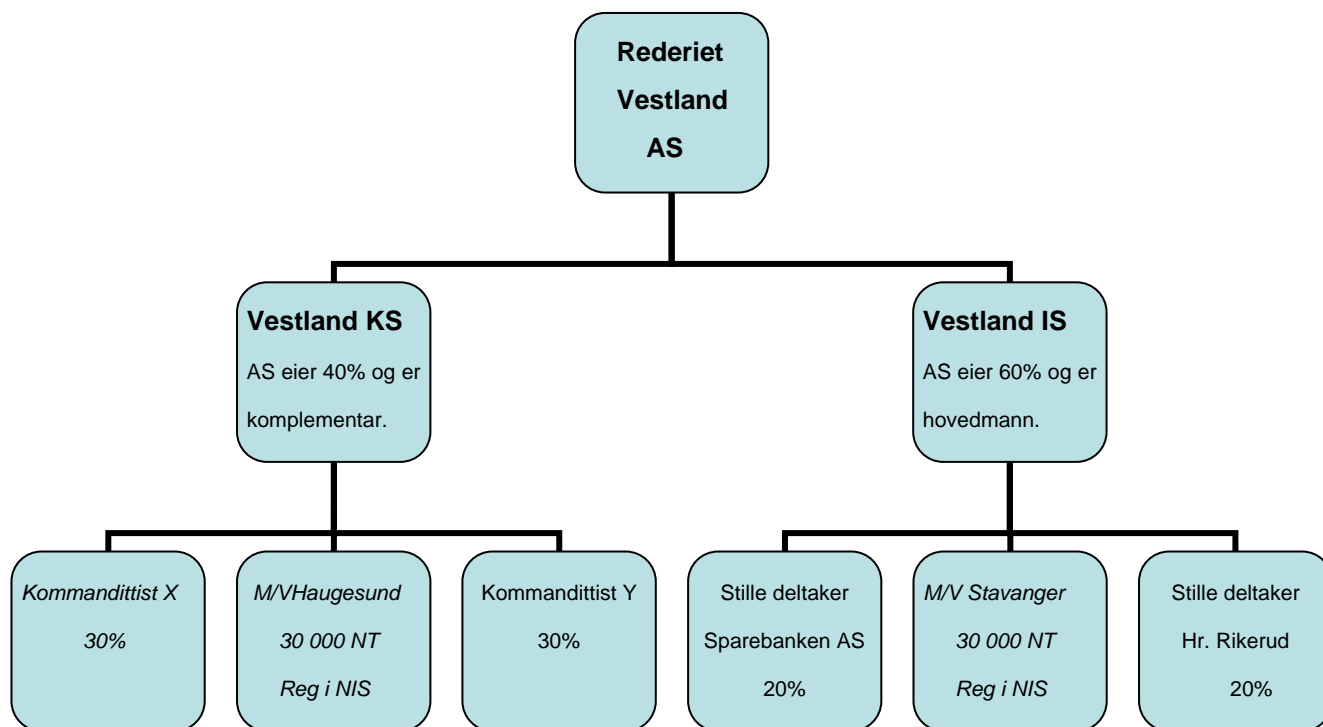 Rederiet
Vestland
AS
Vestland KS
AS eier 40% og er
komplementar.
Vestland IS
AS eier 60% og er
hovedmann.
Kommandittist X
30%
M/VHaugesund
30 000 NT
Reg i NIS
Kommandittist Y
30%
Stille deltaker
Sparebanken AS
20%
M/V Stavanger
30 000 NT
Reg i NIS
Stille deltaker
Hr. Rikerud
20%